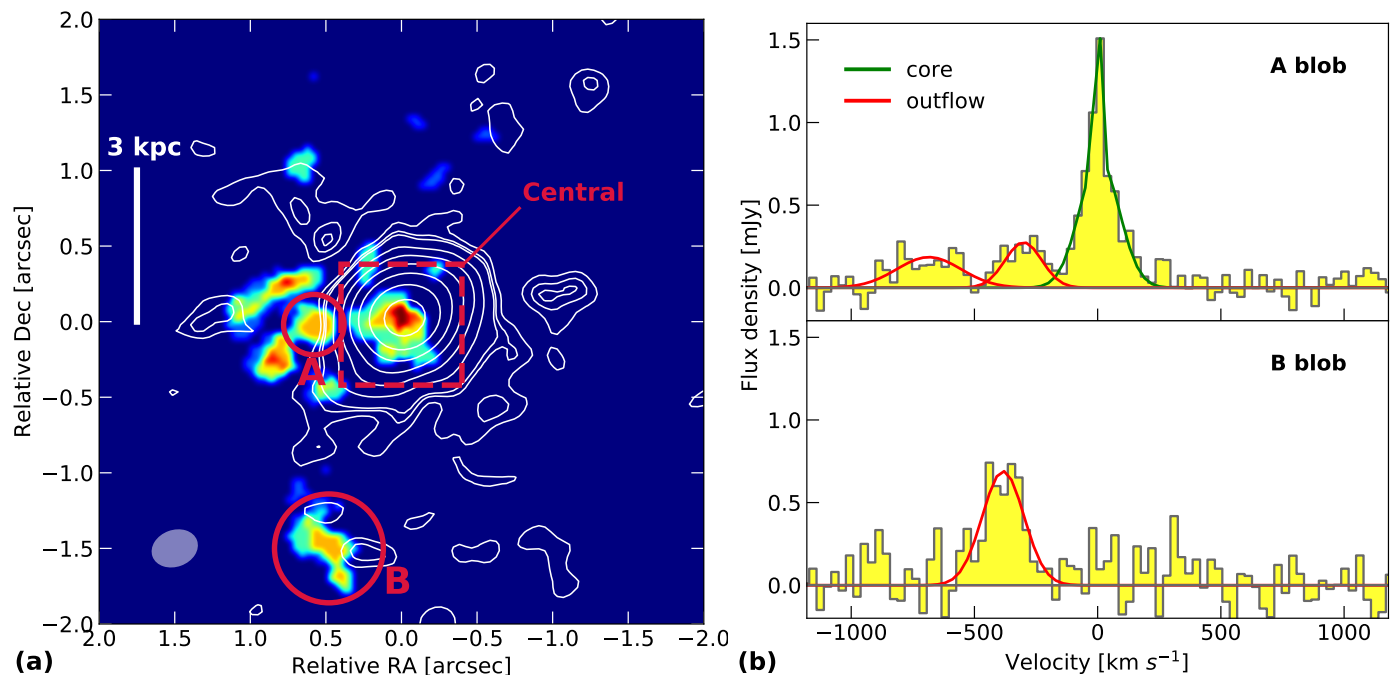 2.0
1.5
1.0
0.5
0.0
−0.5
−1.0
−1.5
−2.0
2.0 1.5 1.0 0.5 0.0 −0.5 −1.0 −1.5 −2.0
Relative Dec [arcsec]
Relative RA [arcsec]
3 kpc
Central
A
B
(a)
core
outflow
A blob
1.5
1.0
0.5
0.0
B blob
1.5
1.0
0.5
0.0
Flux density [mJy]
−1000 −500 0 500 1000
Velocity [km s⁻¹]
(b)